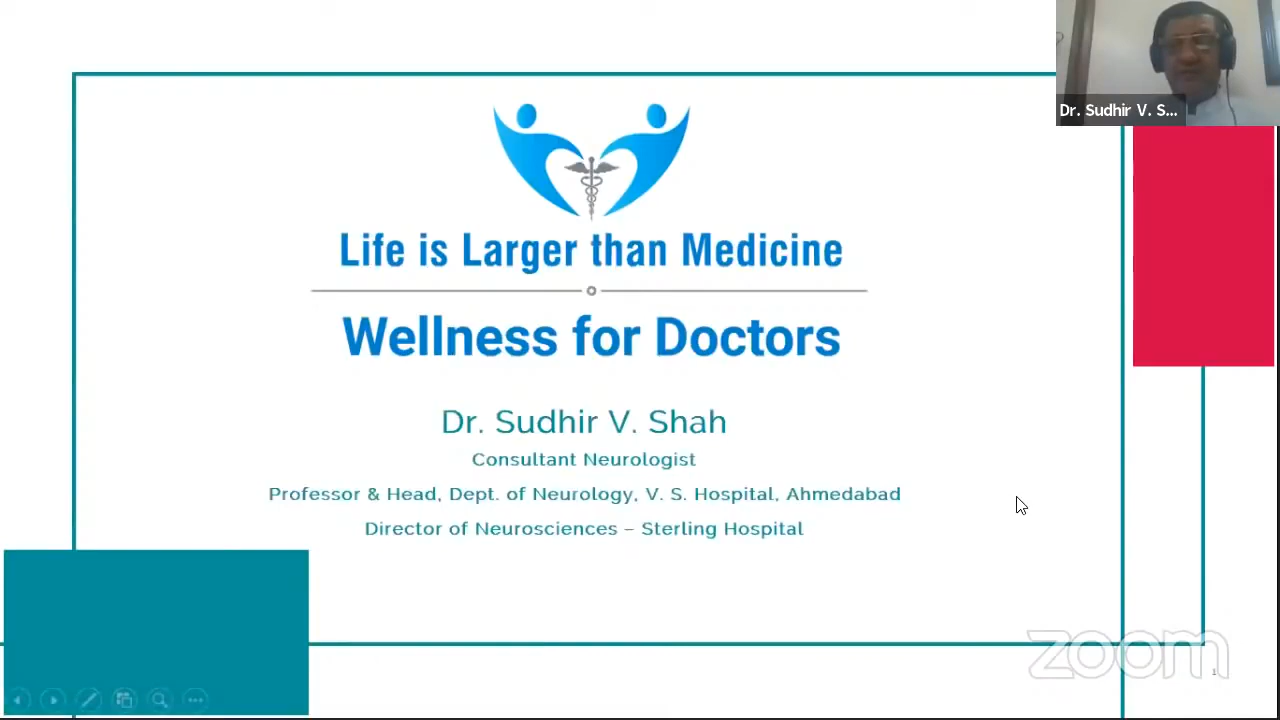 Dr. Sudhir V. S...
Life is Larger than Medicine
Wellness for Doctors
Dr. Sudhir V. Shah
Consultant Neurologist
Professor & Head, Dept. of Neurology, V. S. Hospital, Ahmedabad
Director of Neurosciences – Sterling Hospital
zoom
1